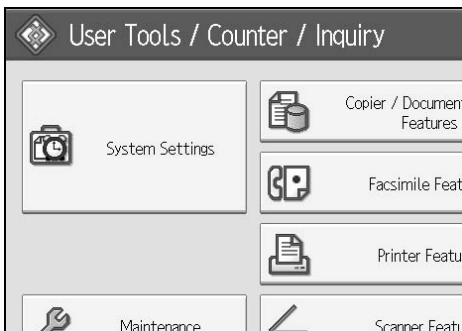 User Tools / Counter / Inquiry
System Settings
Copier / Documen
Features
Facsimile Feat
Printer Featu
Maintenance
Scanner Featu